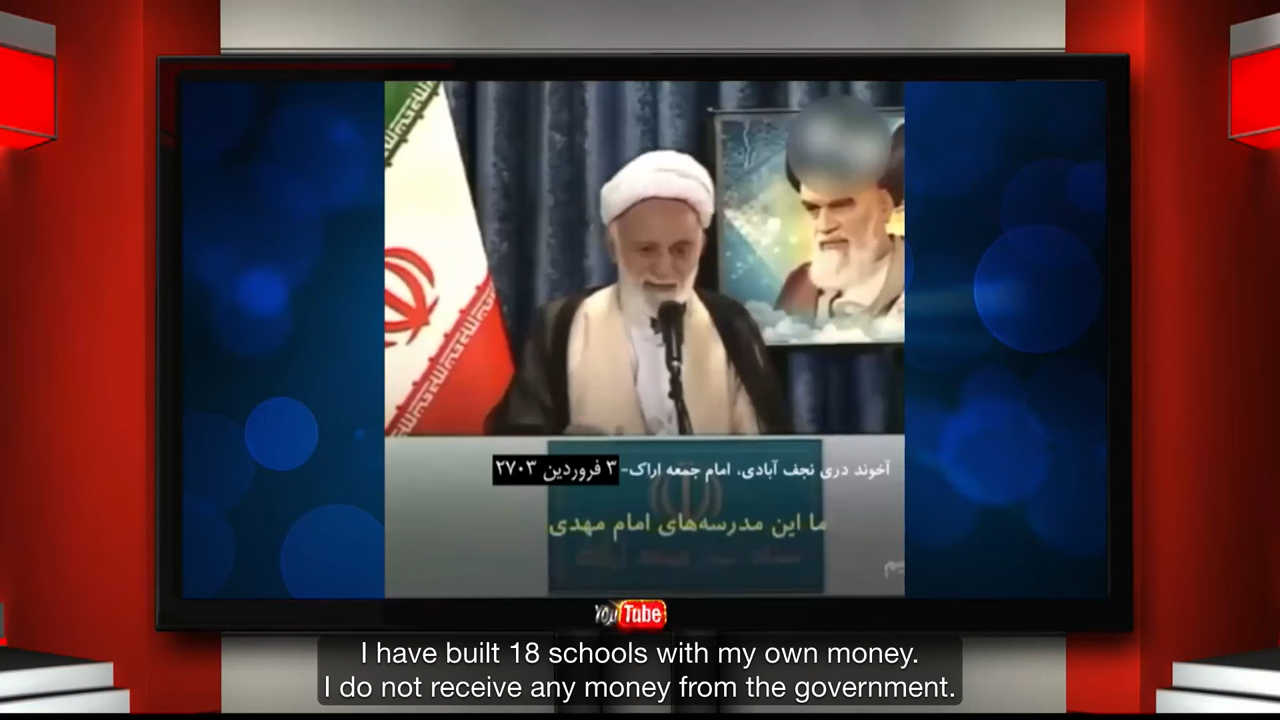 آخوند دری نجف آبادی، امام جمعه اراک- ۳ فروردین ۲۷۰۳
ما این مدرسه‌های امام مهدی
YouTube
I have built 18 schools with my own money.
I do not receive any money from the government.